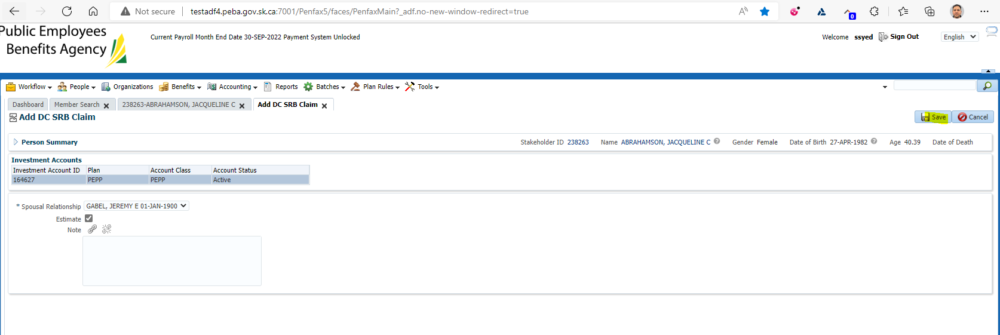 Not secure testadf4.peba.gov.sk.ca:7001/Penfax5/faces/PenfaxMain?_adf.no-new-window-redirect=true
0
Public Employees
Benefits Agency
Current Payroll Month End Date 30-SEP-2022 Payment System Unlocked
Welcome ssyed Sign Out English
Workflow People Organizations Benefits Accounting Reports Batches Plan Rules Tools
Dashboard Member Search 238263-ABRAHAMSON, JACQUELINE C Add DC SRB Claim
Add DC SRB Claim Save Cancel
Person Summary Stakeholder ID 238263 Name ABRAHAMSON, JACQUELINE C Gender Female Date of Birth 27-APR-1982 Age 40.39 Date of Death
Investment Accounts
Investment Account ID Plan Account Class Account Status
164627 PEPP PEPP Active
* Spousal Relationship GABEL, JEREMY E 01-JAN-1900
Estimate
Note